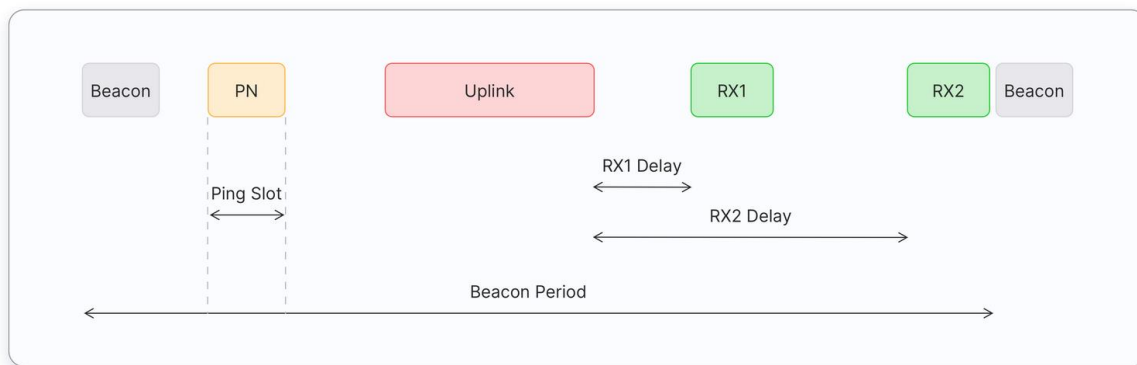 Beacon
PN
Uplink
RX1
RX2
Beacon
RX1 Delay
Ping Slot
RX2 Delay
Beacon Period